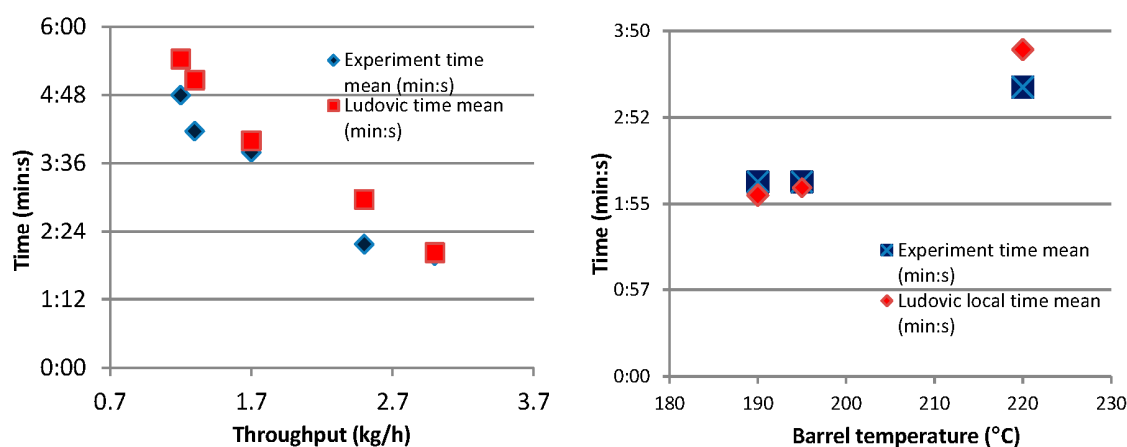 6:00
4:48
3:36
2:24
1:12
0:00
Time (min:s)
Experiment time
mean (min:s)
Ludovic time mean
(min:s)
0.7
1.7
2.7
3.7
Throughput (kg/h)
3:50
2:52
1:55
0:57
0:00
Time (min:s)
Experiment time mean
(min:s)
Ludovic local time mean
(min:s)
180
190
200
210
220
230
Barrel temperature (°C)